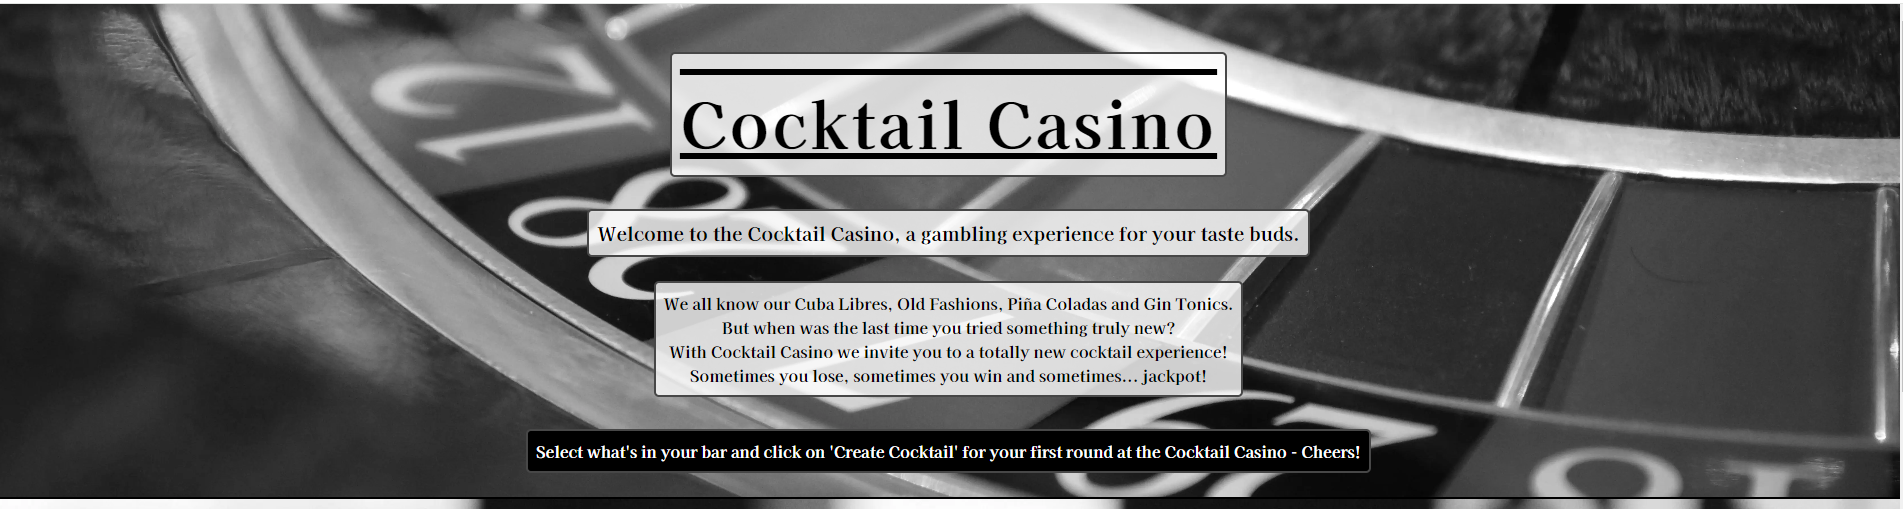 Cocktail Casino
Welcome to the Cocktail Casino, a gambling experience for your taste buds.
We all know our Cuba Libres, Old Fashions, Piña Coladas and Gin Tonics.
But when was the last time you tried something truly new?
With Cocktail Casino we invite you to a totally new cocktail experience!
Sometimes you lose, sometimes you win and sometimes... jackpot!
Select what's in your bar and click on 'Create Cocktail' for your first round at the Cocktail Casino - Cheers!